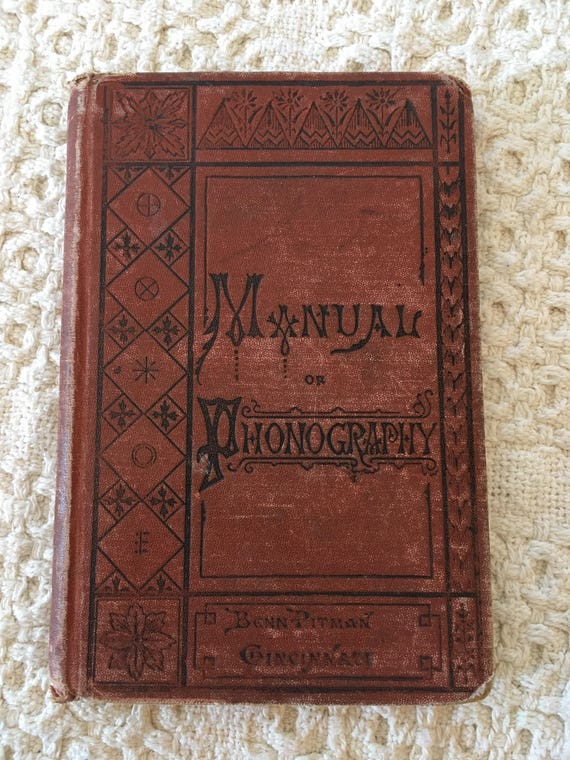 MANUAL
OF
PHONOGRAPHY
BENN PITMAN
CINCINNATI